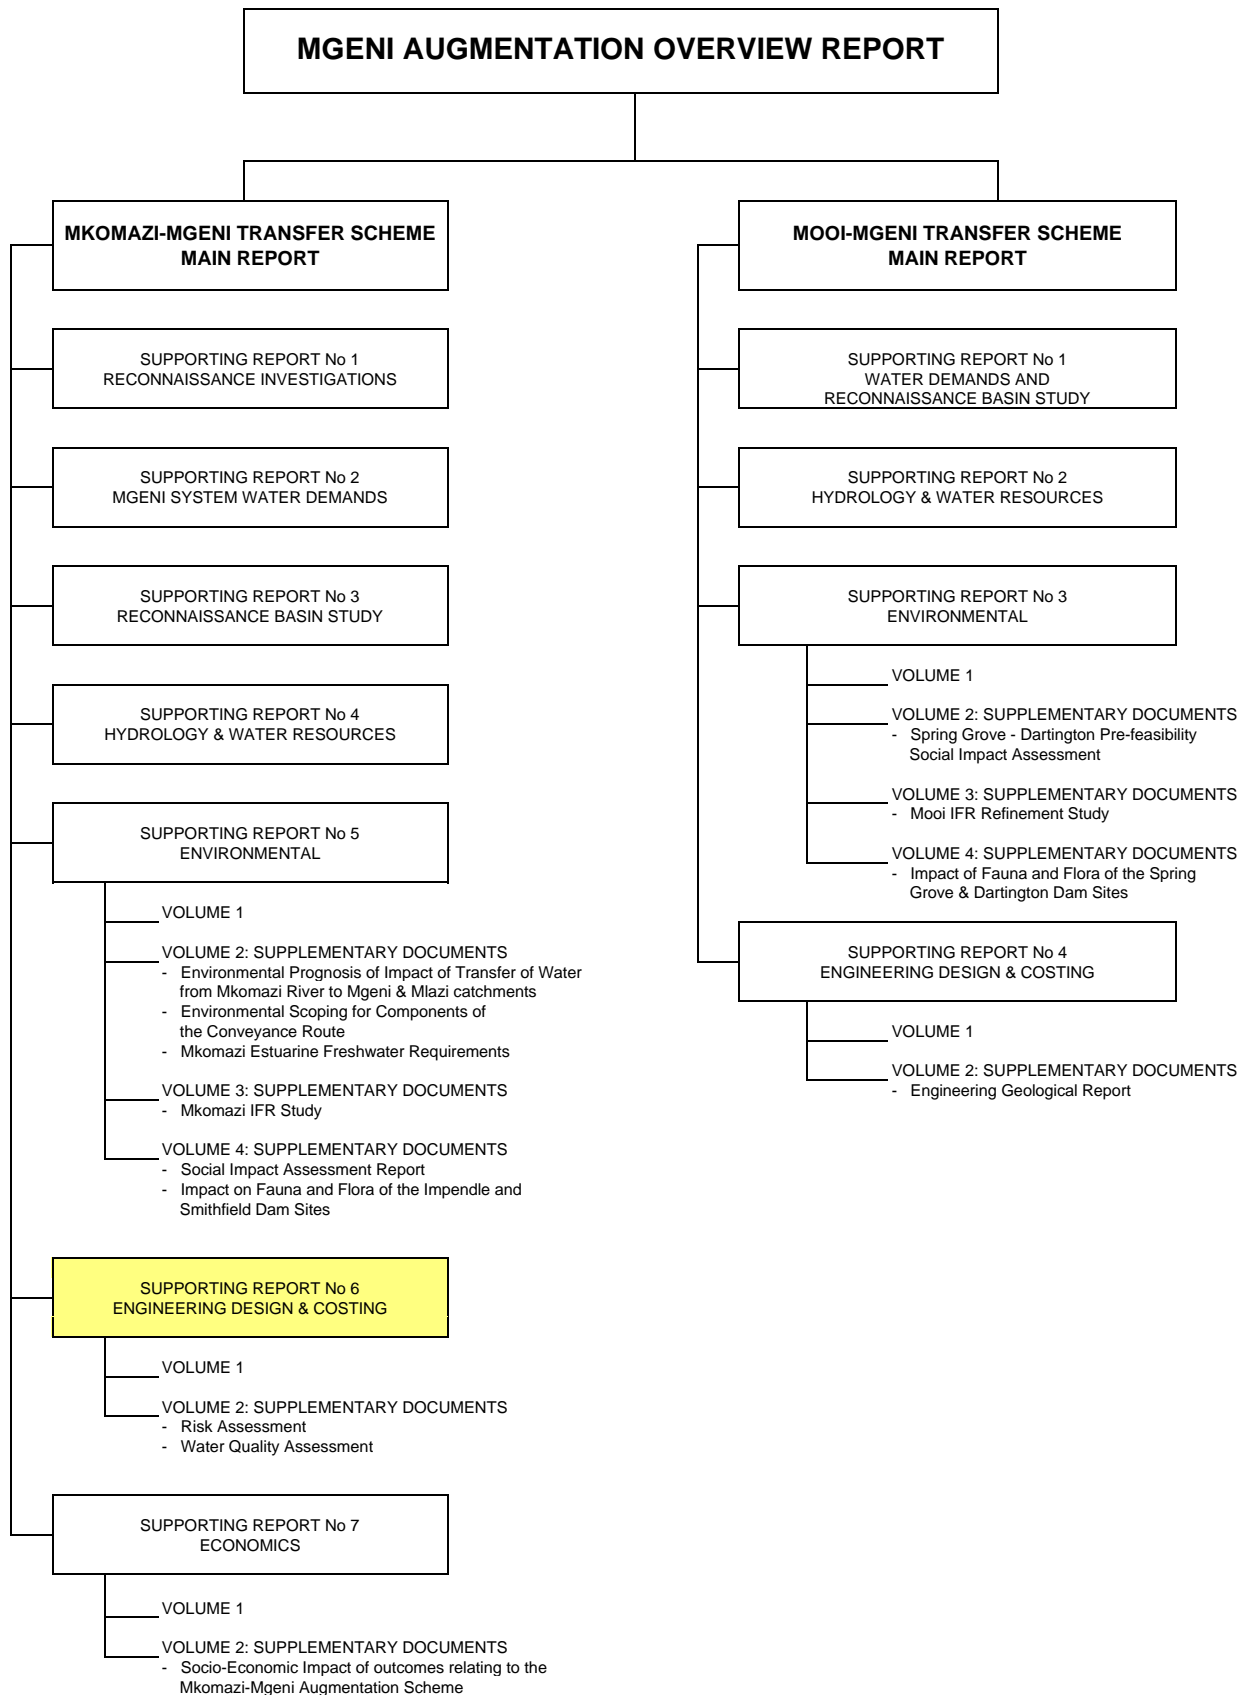 MGENI AUGMENTATION OVERVIEW REPORT
MKOMAZI-MGENI TRANSFER SCHEME
MAIN REPORT
SUPPORTING REPORT No 1
RECONNAISSANCE INVESTIGATIONS
SUPPORTING REPORT No 2
MGENI SYSTEM WATER DEMANDS
SUPPORTING REPORT No 3
RECONNAISSANCE BASIN STUDY
SUPPORTING REPORT No 4
HYDROLOGY & WATER RESOURCES
SUPPORTING REPORT No 5
ENVIRONMENTAL
VOLUME 1
VOLUME 2: SUPPLEMENTARY DOCUMENTS
- Environmental Prognosis of Impact of Transfer of Water
from Mkomazi River to Mgeni & Mlazi catchments
- Environmental Scoping for Components of
the Conveyance Route
- Mkomazi Estuarine Freshwater Requirements
VOLUME 3: SUPPLEMENTARY DOCUMENTS
- Mkomazi IFR Study
VOLUME 4: SUPPLEMENTARY DOCUMENTS
- Social Impact Assessment Report
- Impact on Fauna and Flora of the Impendle and
Smithfield Dam Sites
SUPPORTING REPORT No 6
ENGINEERING DESIGN & COSTING
VOLUME 1
VOLUME 2: SUPPLEMENTARY DOCUMENTS
- Risk Assessment
- Water Quality Assessment
SUPPORTING REPORT No 7
ECONOMICS
VOLUME 1
VOLUME 2: SUPPLEMENTARY DOCUMENTS
- Socio-Economic Impact of outcomes relating to the
Mkomazi-Mgeni Augmentation Scheme
MOOI-MGENI TRANSFER SCHEME
MAIN REPORT
SUPPORTING REPORT No 1
WATER DEMANDS AND
RECONNAISSANCE BASIN STUDY
SUPPORTING REPORT No 2
HYDROLOGY & WATER RESOURCES
SUPPORTING REPORT No 3
ENVIRONMENTAL
VOLUME 1
VOLUME 2: SUPPLEMENTARY DOCUMENTS
- Spring Grove - Dartington Pre-feasibility
Social Impact Assessment
VOLUME 3: SUPPLEMENTARY DOCUMENTS
- Mooi IFR Refinement Study
VOLUME 4: SUPPLEMENTARY DOCUMENTS
- Impact of Fauna and Flora of the Spring
Grove & Dartington Dam Sites
SUPPORTING REPORT No 4
ENGINEERING DESIGN & COSTING
VOLUME 1
VOLUME 2: SUPPLEMENTARY DOCUMENTS
- Engineering Geological Report